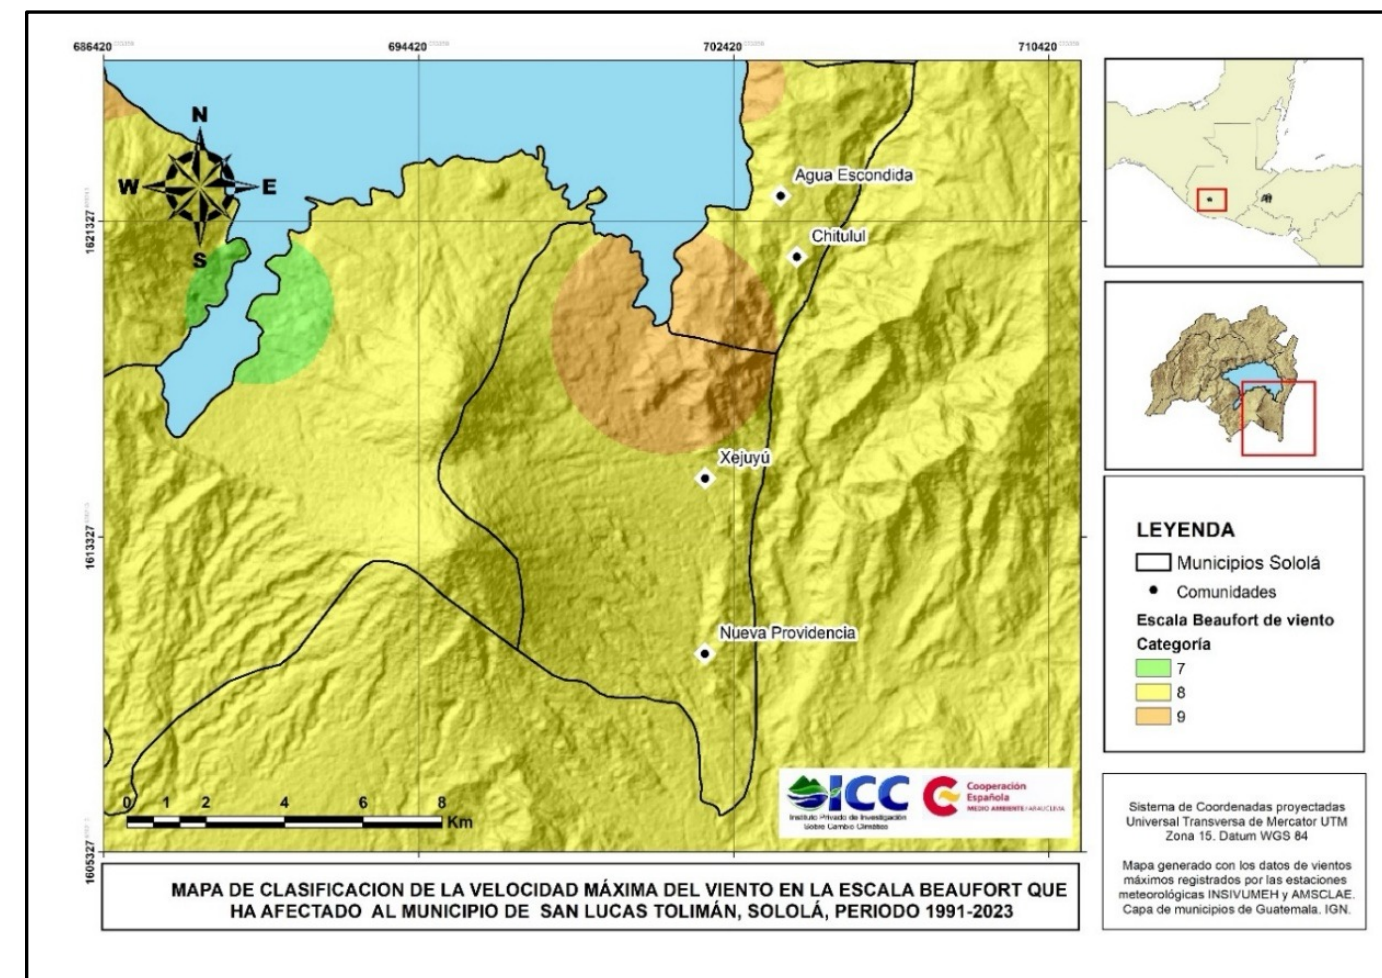 686420
694420
702420
710420
N
W
E
S
1621327
1613327
1605327
Agua Escondida
Chitulul
Xejuyú
Nueva Providencia
0 1 2 4 6 8
Km
ICC
Instituto Privado de Investigación
Sobre Cambio Climático
Cooperación
Española
MEDIO AMBIENTE
MAPA DE CLASIFICACION DE LA VELOCIDAD MÁXIMA DEL VIENTO EN LA ESCALA BEAUFORT QUE
HA AFECTADO AL MUNICIPIO DE SAN LUCAS TOLIMÁN, SOLOLÁ, PERIODO 1991-2023
LEYENDA
Municipios Sololá
Comunidades
Escala Beaufort de viento
Categoría
7
8
9
Sistema de Coordenadas proyectadas
Universal Transversa de Mercator UTM
Zona 15. Datum WGS 84
Mapa generado con los datos de vientos
máximos registrados por las estaciones
meteorológicas INSIVUMEH y AMSCLAE.
Capa de municipios de Guatemala. IGN.